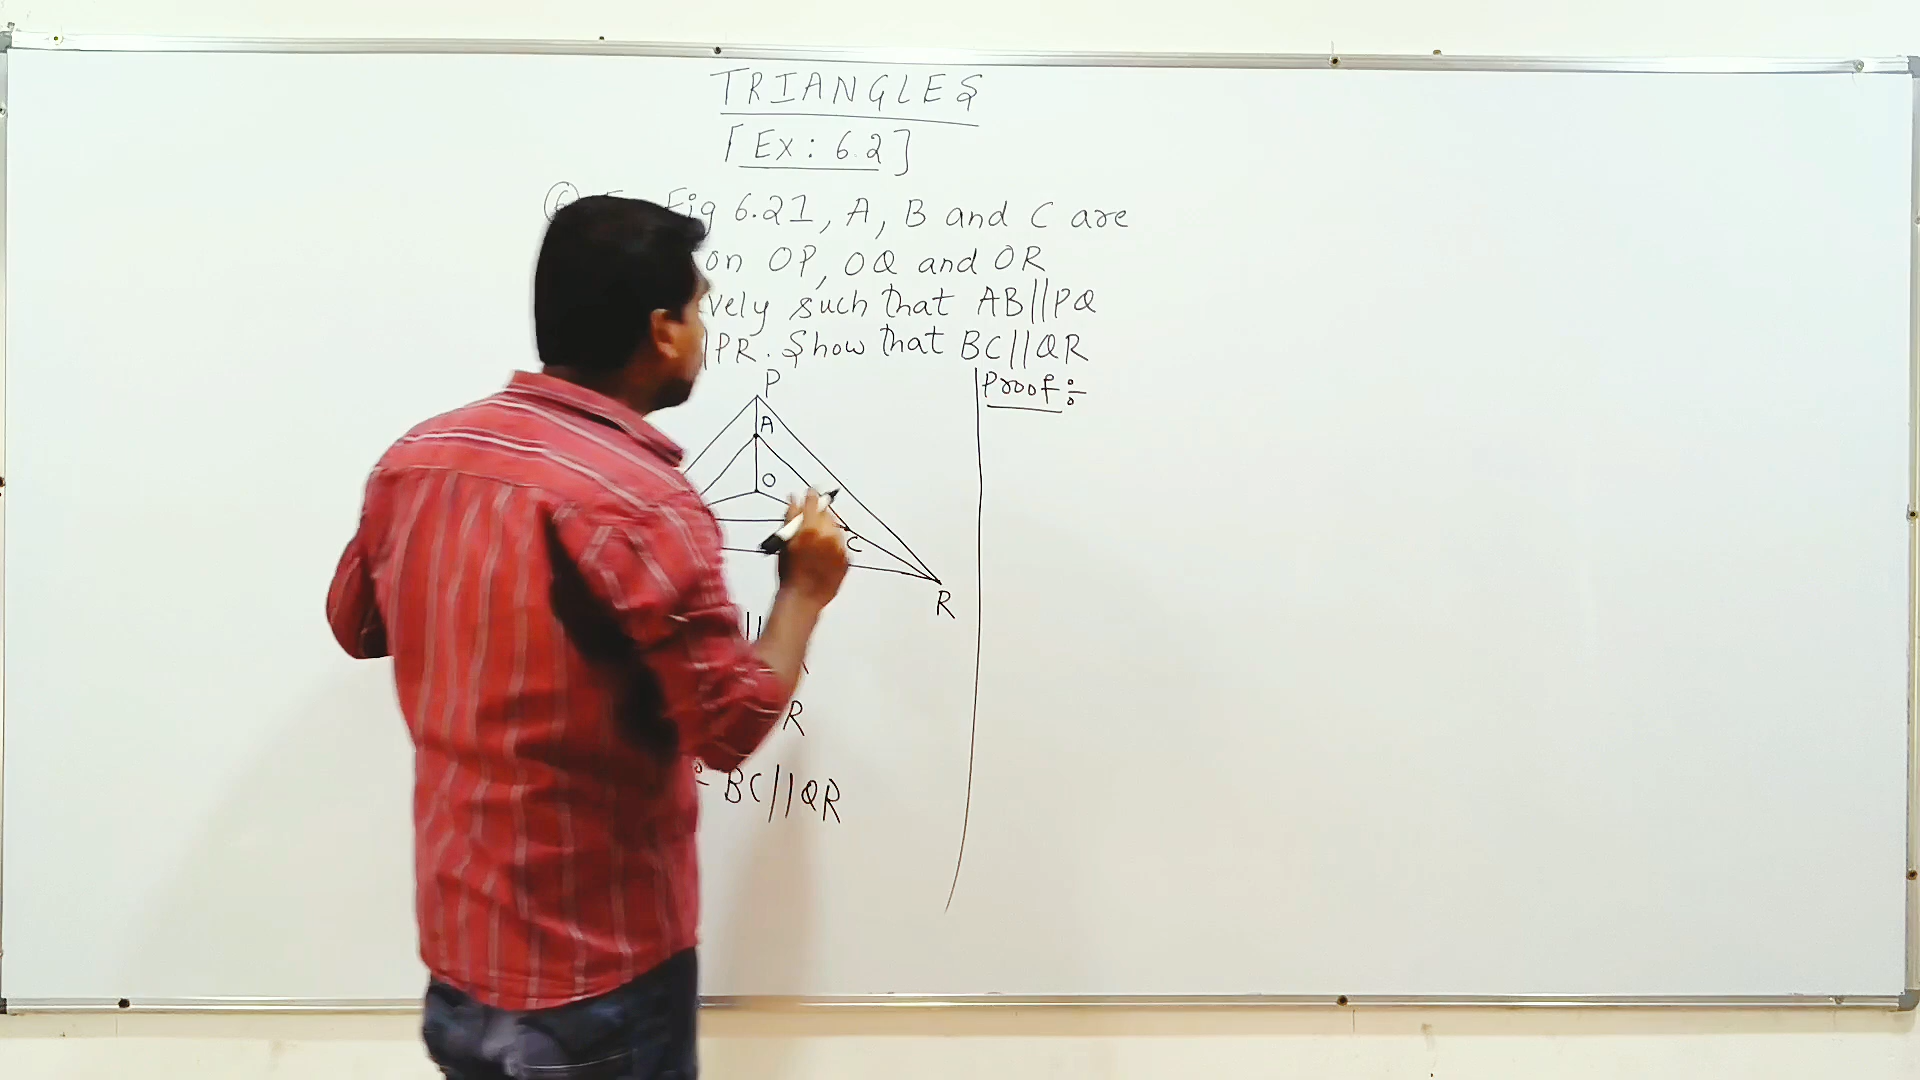 TRIANGLES
[Ex: 6.2]
Fig 6.21, A, B and C are
on OP, OQ and OR
vely such that AB||PQ
|PR. Show that BC||QR
P
Proof:-
A
O
C
R
||
R
BC||QR